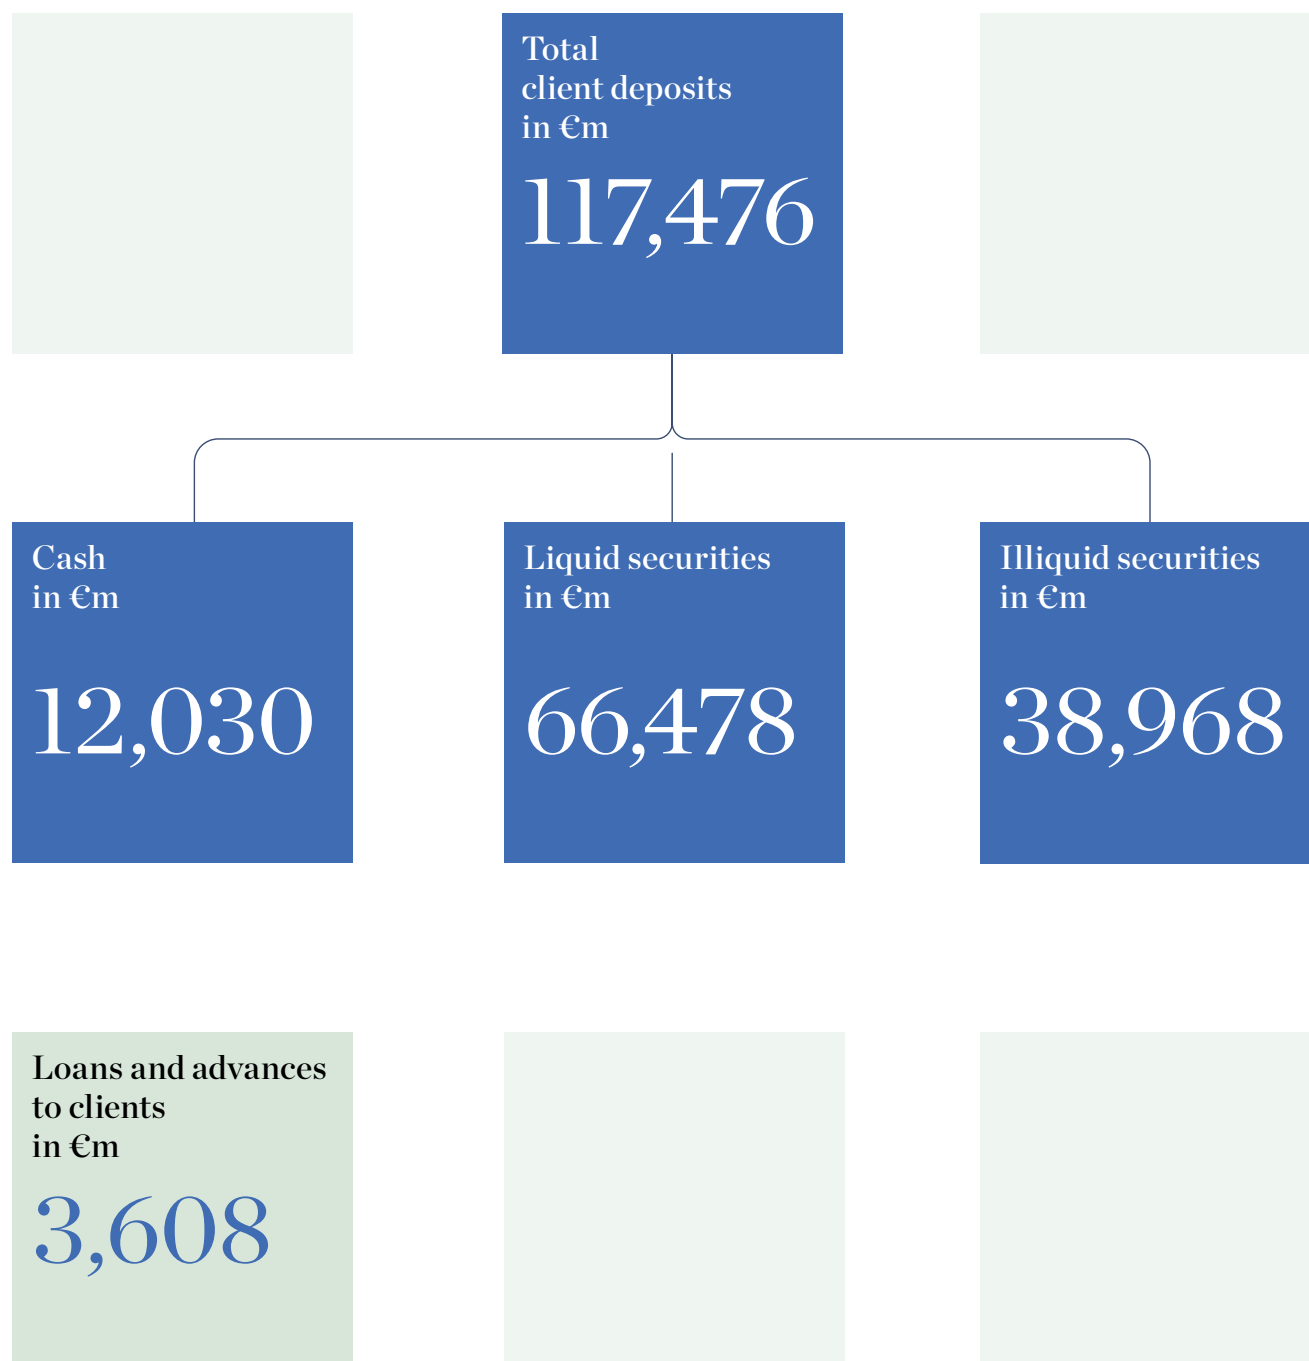 Total
client deposits
in €m
117,476
Cash
in €m
12,030
Liquid securities
in €m
66,478
Illiquid securities
in €m
38,968
Loans and advances
to clients
in €m
3,608